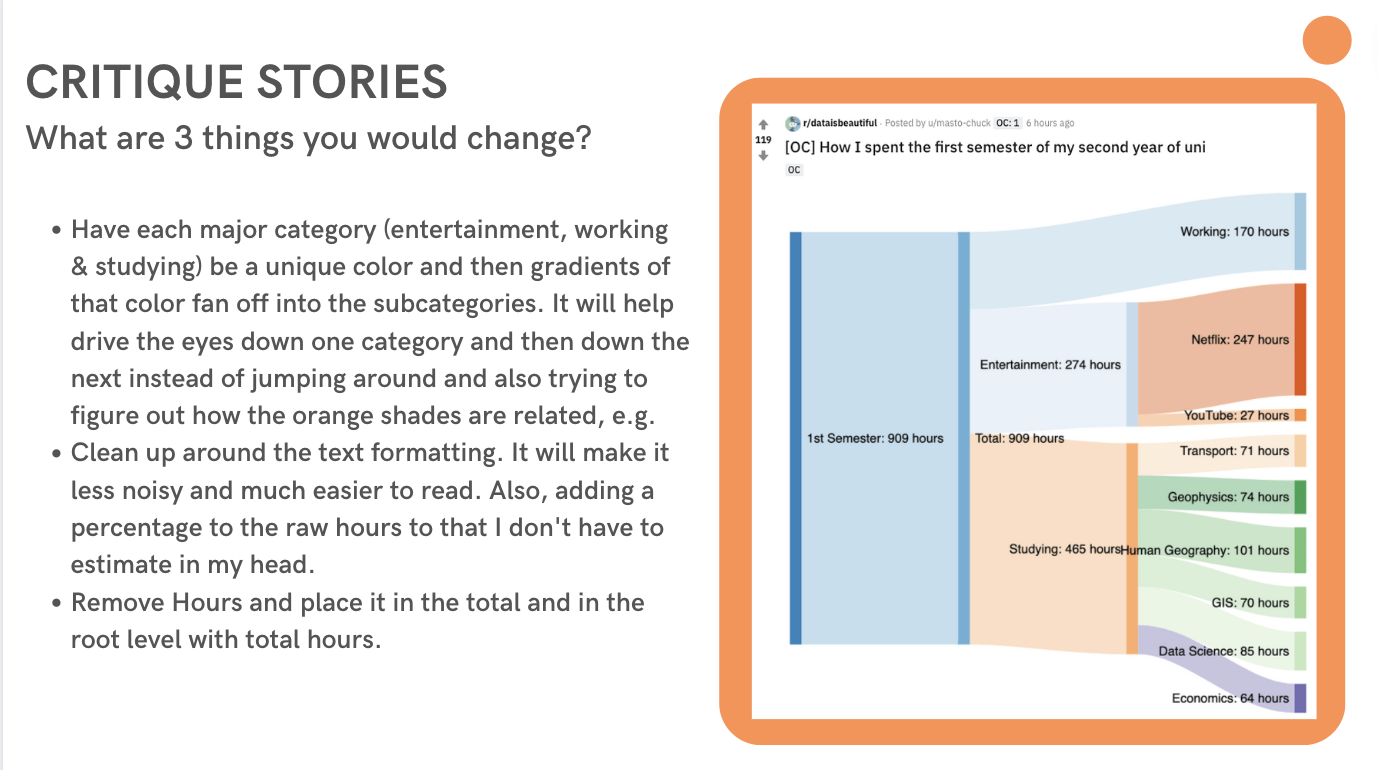 CRITIQUE STORIES
What are 3 things you would change?
• Have each major category (entertainment, working
& studying) be a unique color and then gradients of
that color fan off into the subcategories. It will help
drive the eyes down one category and then down the
next instead of jumping around and also trying to
figure out how the orange shades are related, e.g.
• Clean up around the text formatting. It will make it
less noisy and much easier to read. Also, adding a
percentage to the raw hours to that I don't have to
estimate in my head.
• Remove Hours and place it in the total and in the
root level with total hours.
r/dataisbeautiful · Posted by u/masto-chuck OC: 1 6 hours ago
119
[OC] How I spent the first semester of my second year of uni
OC
Working: 170 hours
Netflix: 247 hours
Entertainment: 274 hours
YouTube: 27 hours
1st Semester: 909 hours
Total: 909 hours
Transport: 71 hours
Geophysics: 74 hours
Studying: 465 hours
Human Geography: 101 hours
GIS: 70 hours
Data Science: 85 hours
Economics: 64 hours